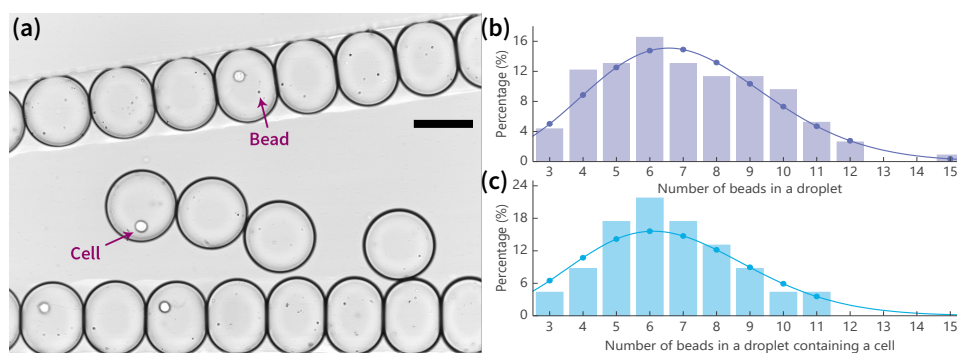 (a)
Bead
Cell
(b)
Percentage (%)
16
12
8
4
0
3 4 5 6 7 8 9 10 11 12 13 14 15
Number of beads in a droplet
(c)
Percentage (%)
24
18
12
6
0
3 4 5 6 7 8 9 10 11 12 13 14 15
Number of beads in a droplet containing a cell